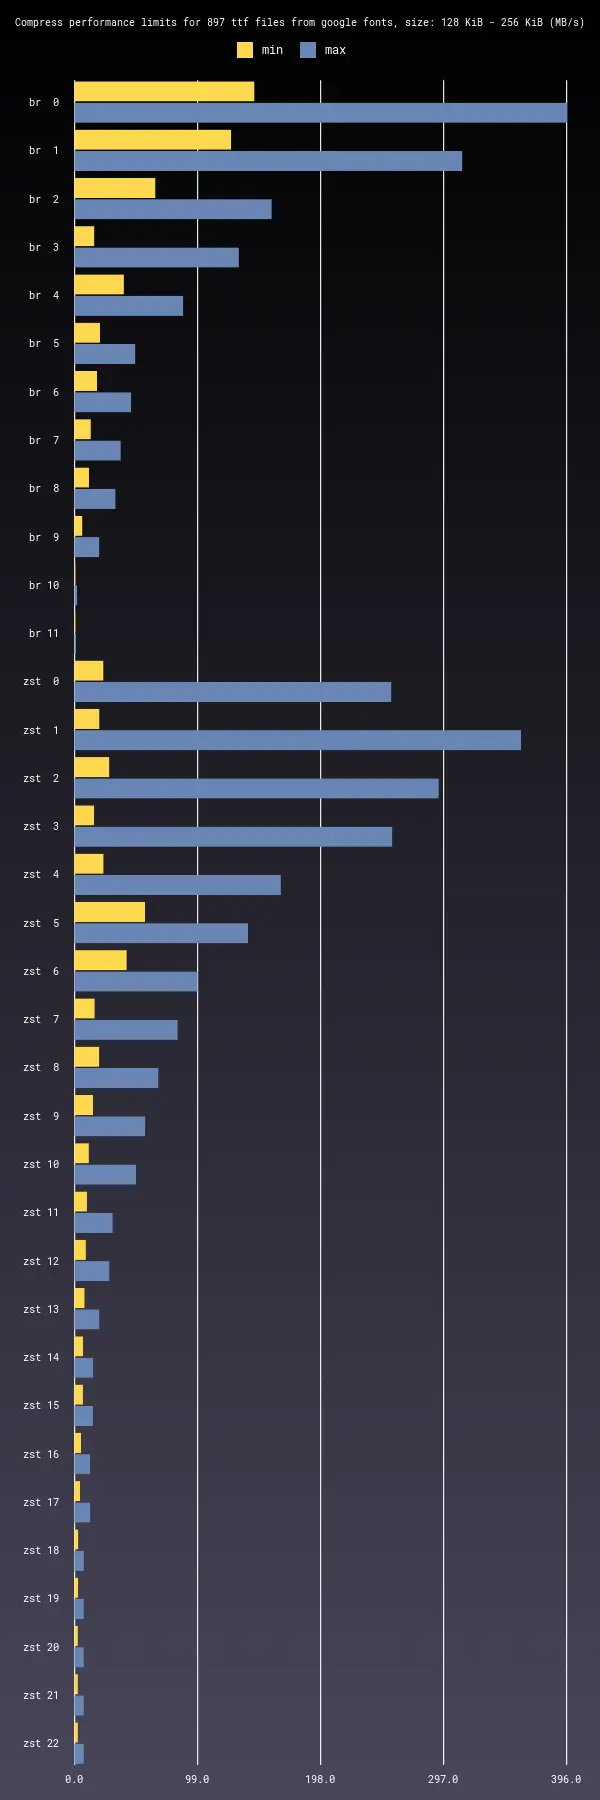 Compress performance limits for 897 ttf files from google fonts, size: 128 KiB - 256 KiB (MB/s)
min max
br 0
br 1
br 2
br 3
br 4
br 5
br 6
br 7
br 8
br 9
br 10
br 11
zst 0
zst 1
zst 2
zst 3
zst 4
zst 5
zst 6
zst 7
zst 8
zst 9
zst 10
zst 11
zst 12
zst 13
zst 14
zst 15
zst 16
zst 17
zst 18
zst 19
zst 20
zst 21
zst 22
0.0 99.0 198.0 297.0 396.0